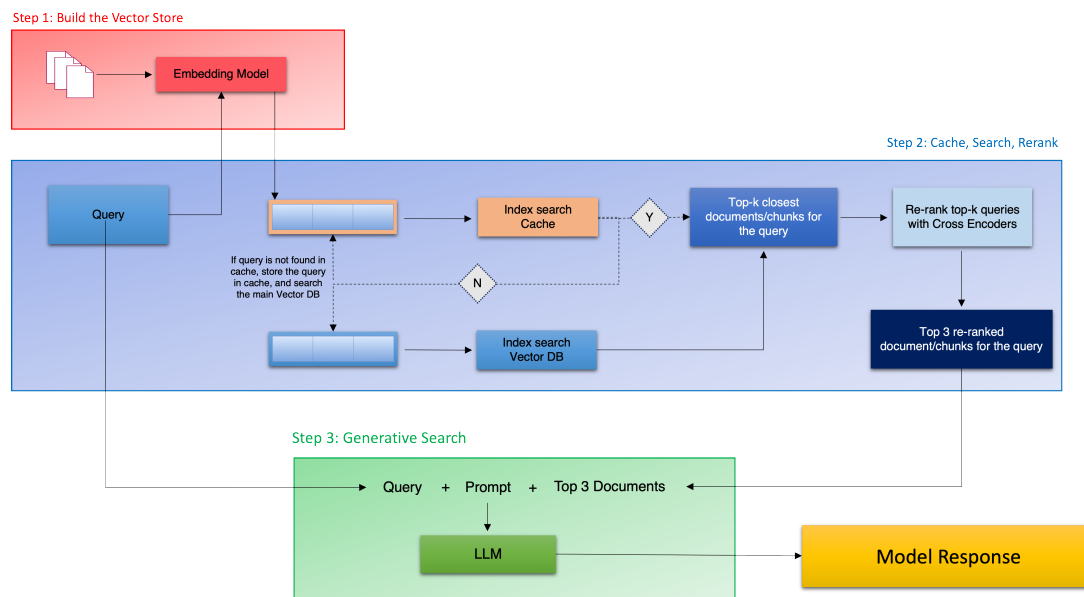 Step 1: Build the Vector Store
Embedding Model
Step 2: Cache, Search, Rerank
Query
Index search
Cache
Y
Top-k closest
documents/chunks for
the query
Re-rank top-k queries
with Cross Encoders
If query is not found in
cache, store the query
in cache, and search
the main Vector DB
N
Index search
Vector DB
Top 3 re-ranked
document/chunks for the query
Step 3: Generative Search
Query + Prompt + Top 3 Documents
LLM
Model Response